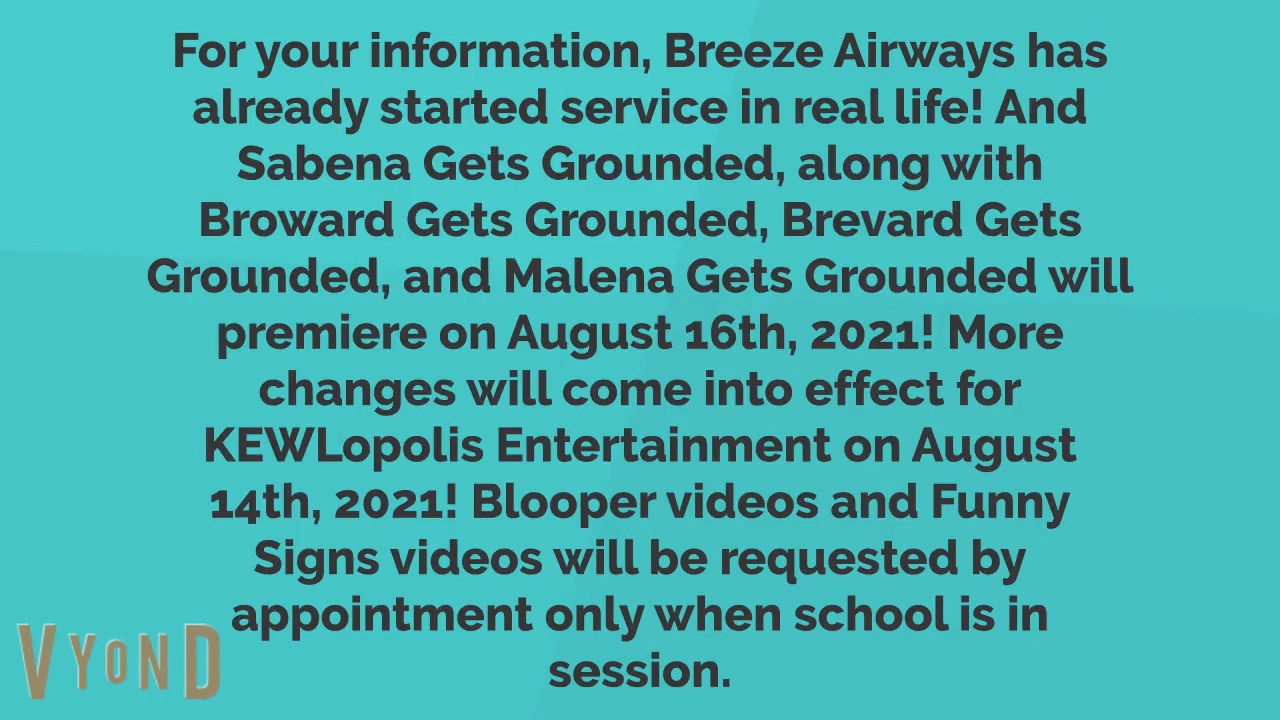 For your information, Breeze Airways has
already started service in real life! And
Sabena Gets Grounded, along with
Broward Gets Grounded, Brevard Gets
Grounded, and Malena Gets Grounded will
premiere on August 16th, 2021! More
changes will come into effect for
KEWLopolis Entertainment on August
14th, 2021! Blooper videos and Funny
Signs videos will be requested by
appointment only when school is in
session.
VYOND